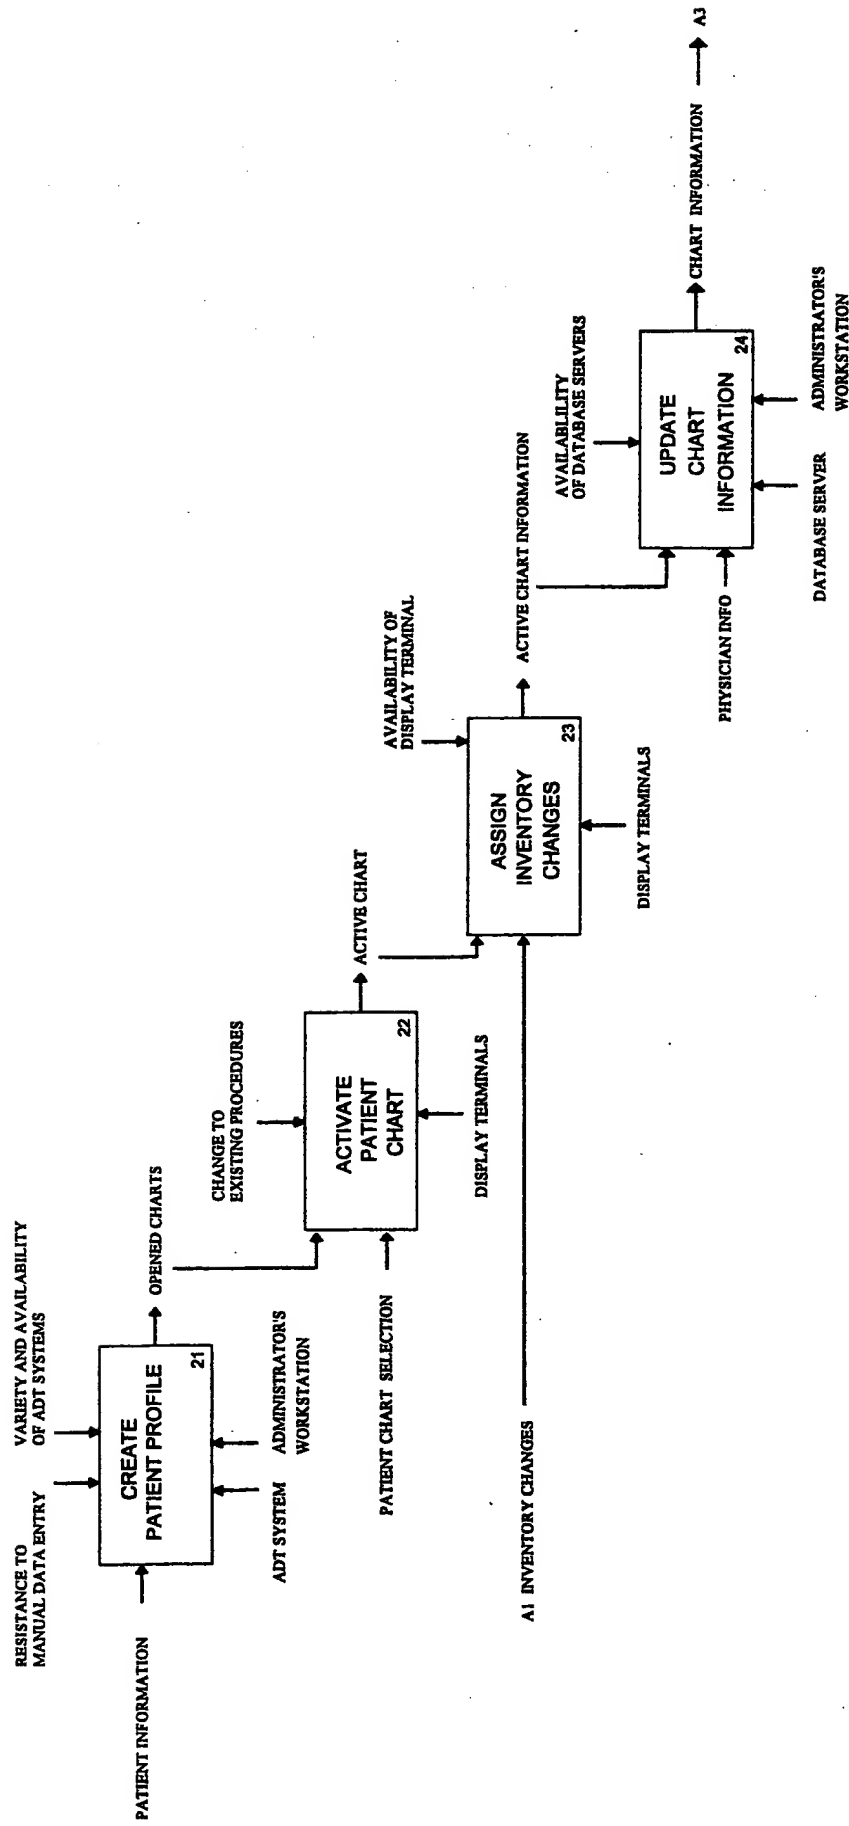 RESISTANCE TO
MANUAL DATA ENTRY
VARIETY AND AVAILABILITY
OF ADT SYSTEMS
PATIENT INFORMATION
CREATE
PATIENT PROFILE
21
OPENED CHARTS
ADT SYSTEM
ADMINISTRATOR'S
WORKSTATION
CHANGE TO
EXISTING PROCEDURES
PATIENT CHART SELECTION
ACTIVATE
PATIENT
CHART
22
ACTIVE CHART
DISPLAY TERMINALS
AVAILABILITY OF
DISPLAY TERMINAL
A1 INVENTORY CHANGES
ASSIGN
INVENTORY
CHANGES
23
ACTIVE CHART INFORMATION
DISPLAY TERMINALS
AVAILABLILITY
OF DATABASE SERVERS
PHYSICIAN INFO
UPDATE
CHART
INFORMATION
24
CHART INFORMATION
A3
DATABASE SERVER
ADMINISTRATOR'S
WORKSTATION